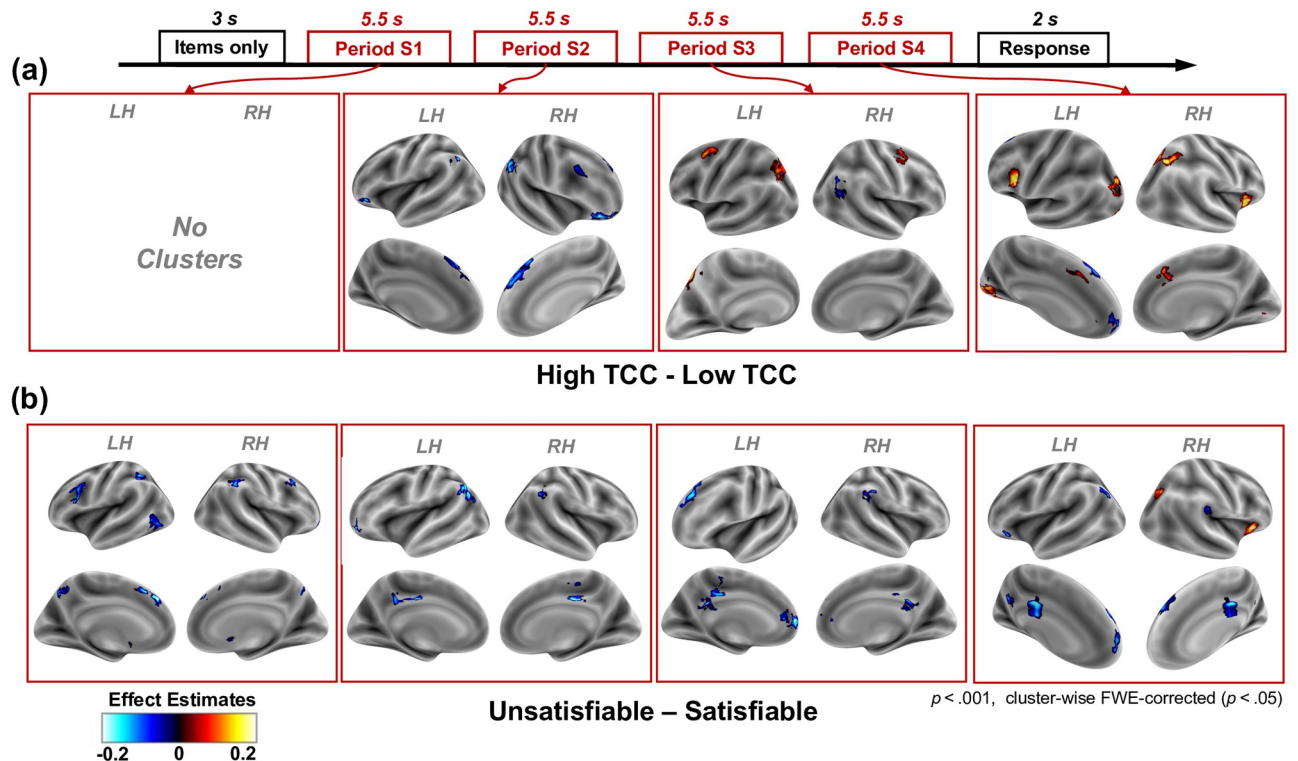 3 s 5.5 s 5.5 s 5.5 s 5.5 s 2 s
Items only Period S1 Period S2 Period S3 Period S4 Response
(a)
LH RH LH RH LH RH LH RH
No
Clusters
High TCC - Low TCC
(b)
LH RH LH RH LH RH LH RH
Effect Estimates
-0.2 0 0.2
Unsatisfiable – Satisfiable
p < .001, cluster-wise FWE-corrected (p < .05)